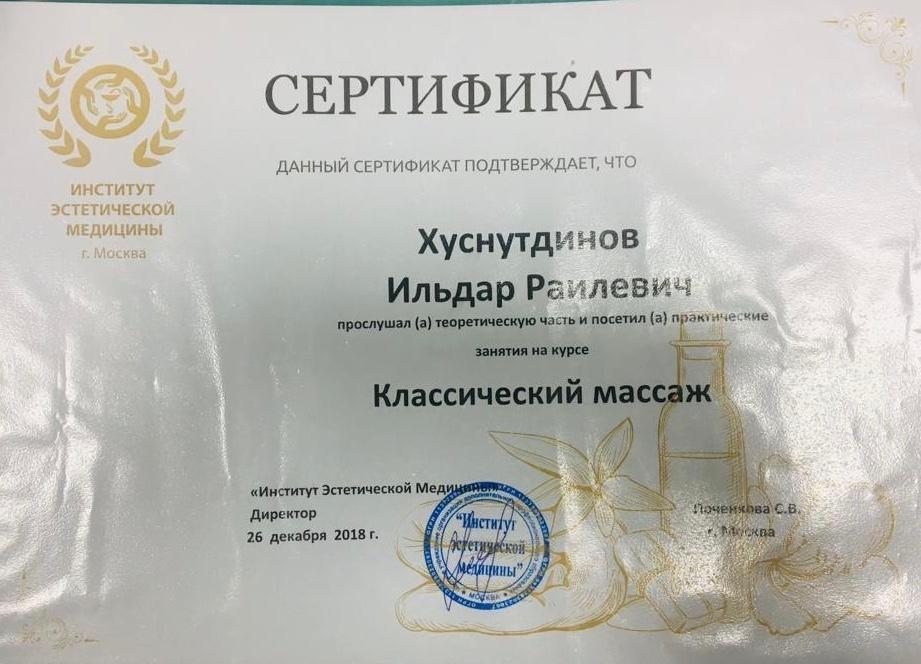 СЕРТИФИКАТ
ДАННЫЙ СЕРТИФИКАТ ПОДТВЕРЖДАЕТ, ЧТО
ИНСТИТУТ
ЭСТЕТИЧЕСКОЙ
МЕДИЦИНЫ
г. Москва
Хуснутдинов
Ильдар Раилевич
прослушал (а) теоретическую часть и посетил (а) практические
занятия на курсе
Классический массаж
«Институт Эстетической Медицины»
Директор
26 декабря 2018 г.
"Институт
эстетической
медицины"
МОСКВА
Поченкова С.В.
г. Москва